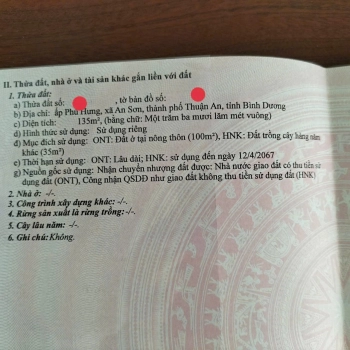 II. Thửa đất, nhà ở và tài sản khác gắn liền với đất
1. Thửa đất:
a) Thửa đất số: , tờ bản đồ số:
b) Địa chỉ: ấp Phú Hưng, xã An Sơn, thành phố Thuận An, tỉnh Bình Dương
c) Diện tích: 135m², (bằng chữ: Một trăm ba mươi lăm mét vuông)
d) Hình thức sử dụng: Sử dụng riêng
đ) Mục đích sử dụng: ONT: Đất ở tại nông thôn (100m²), HNK: Đất trồng cây hàng năm
khác (35m²)
e) Thời hạn sử dụng: ONT: Lâu dài; HNK: sử dụng đến ngày 12/4/2067
g) Nguồn gốc sử dụng: Nhận chuyển nhượng đất được: Nhà nước giao đất có thu tiền sử
dụng đất (ONT), Công nhận QSDĐ như giao đất không thu tiền sử dụng đất (HNK)
2. Nhà ở: -/-.
3. Công trình xây dựng khác: -/-.
4. Rừng sản xuất là rừng trồng: -/-.
5. Cây lâu năm: -/-.
6. Ghi chú: Không.